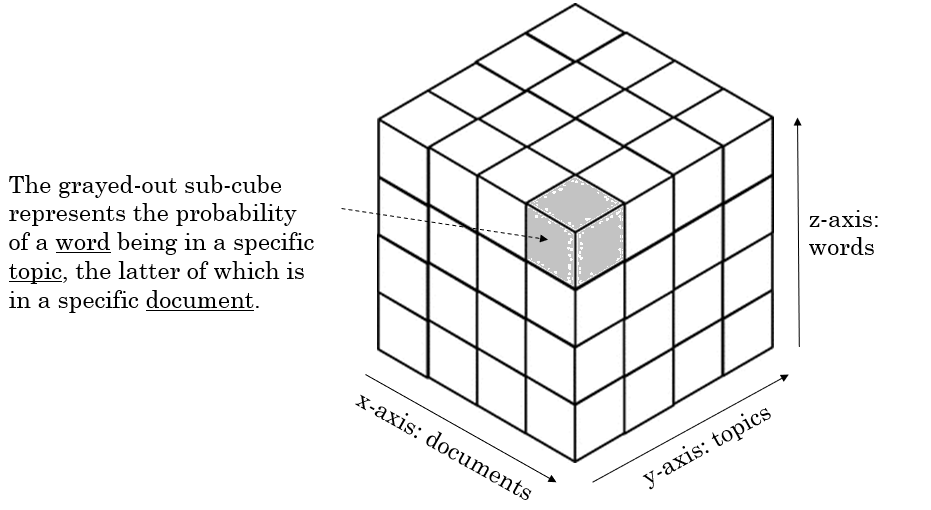 The grayed-out sub-cube
represents the probability
of a word being in a specific
topic, the latter of which is
in a specific document.
z-axis:
words
x-axis: documents
y-axis: topics